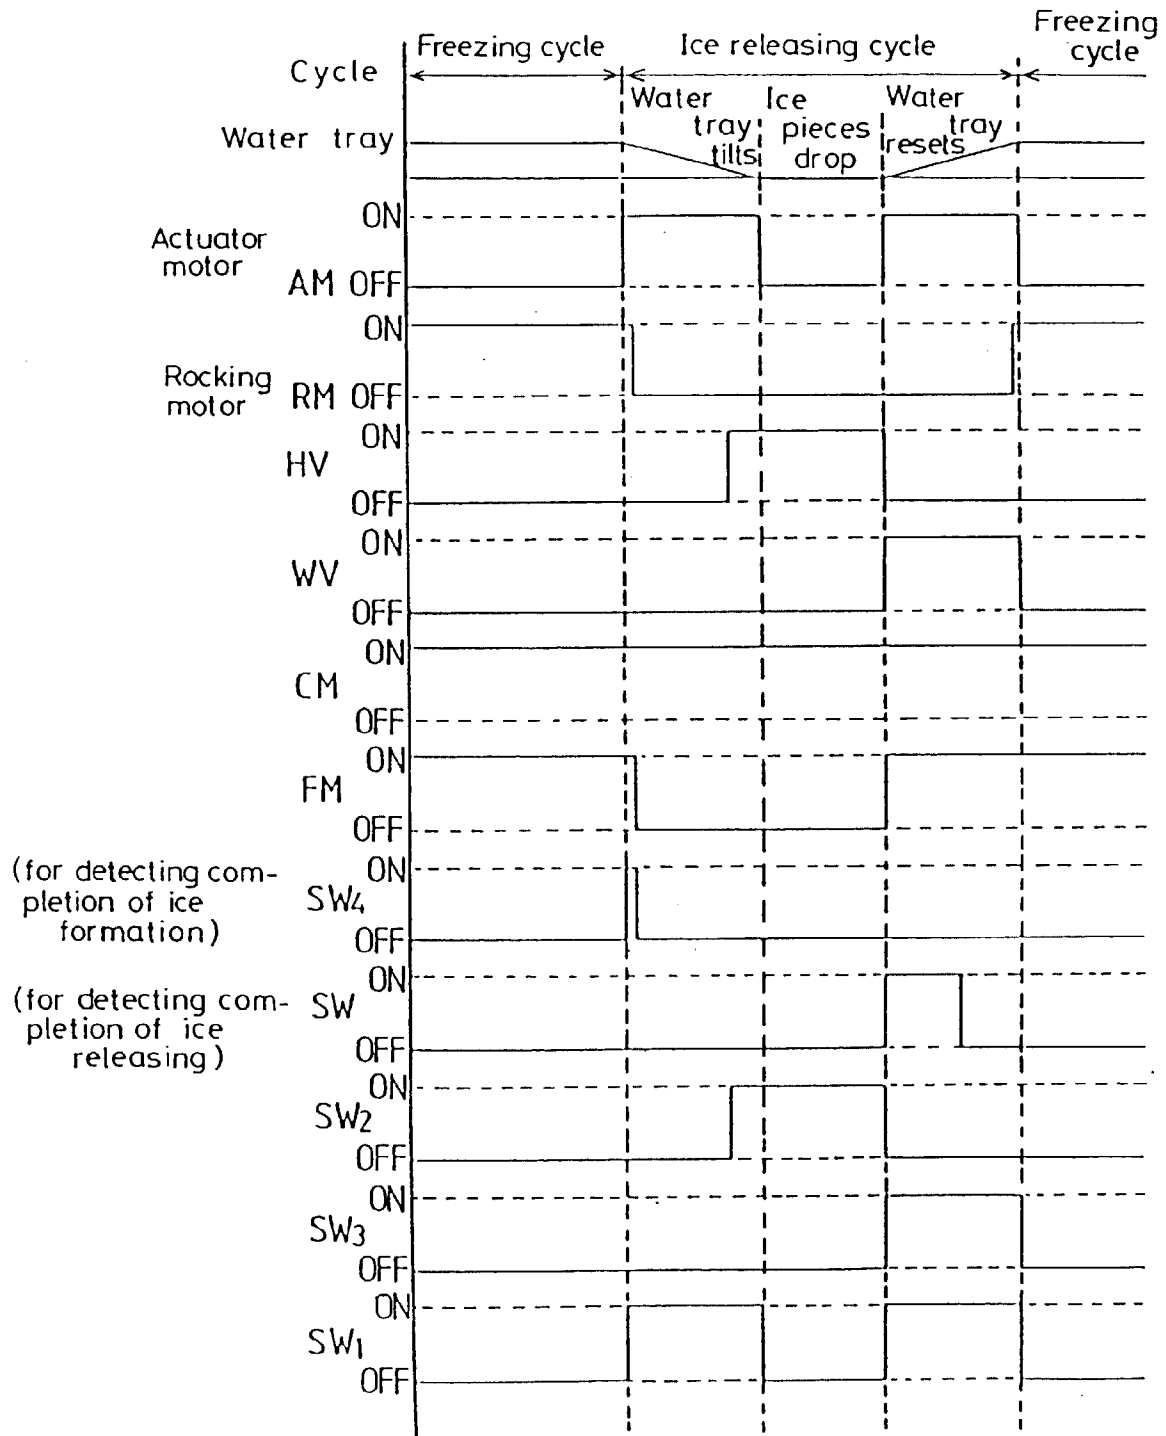 Freezing cycle
Ice releasing cycle
Freezing
cycle
Cycle
Water
tray
tilts
Ice
pieces
drop
Water
tray
resets
Water tray
ON
Actuator
motor
AM OFF
ON
Rocking
motor
RM OFF
ON
HV
OFF
ON
WV
OFF
ON
CM
OFF
ON
FM
OFF
(for detecting com-
pletion of ice
formation)
ON
SW4
OFF
(for detecting com-
pletion of ice
releasing)
ON
SW
OFF
ON
SW2
OFF
ON
SW3
OFF
ON
SW1
OFF